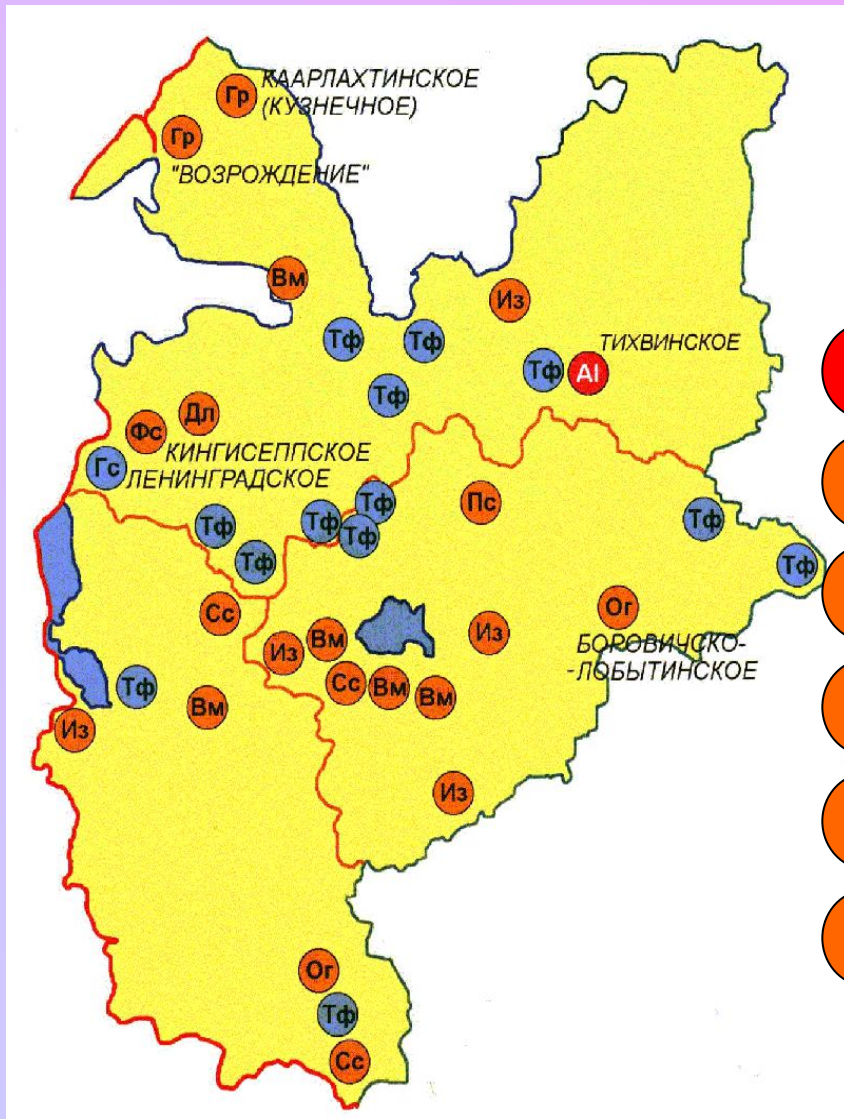 Гр
КААРЛАХТИНСКОЕ
(КУЗНЕЧНОЕ)
Гр
"ВОЗРОЖДЕНИЕ"
Вм
Из
Тф
Тф
ТИХВИНСКОЕ
Тф
Al
Тф
Дл
Фс
КИНГИСЕППСКОЕ
Гс
ЛЕНИНГРАДСКОЕ
Тф
Пс
Тф
Тф
Тф
Тф
Тф
Тф
Сс
Ог
Вм
Из
Из
БОРОВИЧСКО-
-ЛОБЫТИНСКОЕ
Сс
Вм
Вм
Тф
Вм
Из
Из
Ог
Тф
Сс